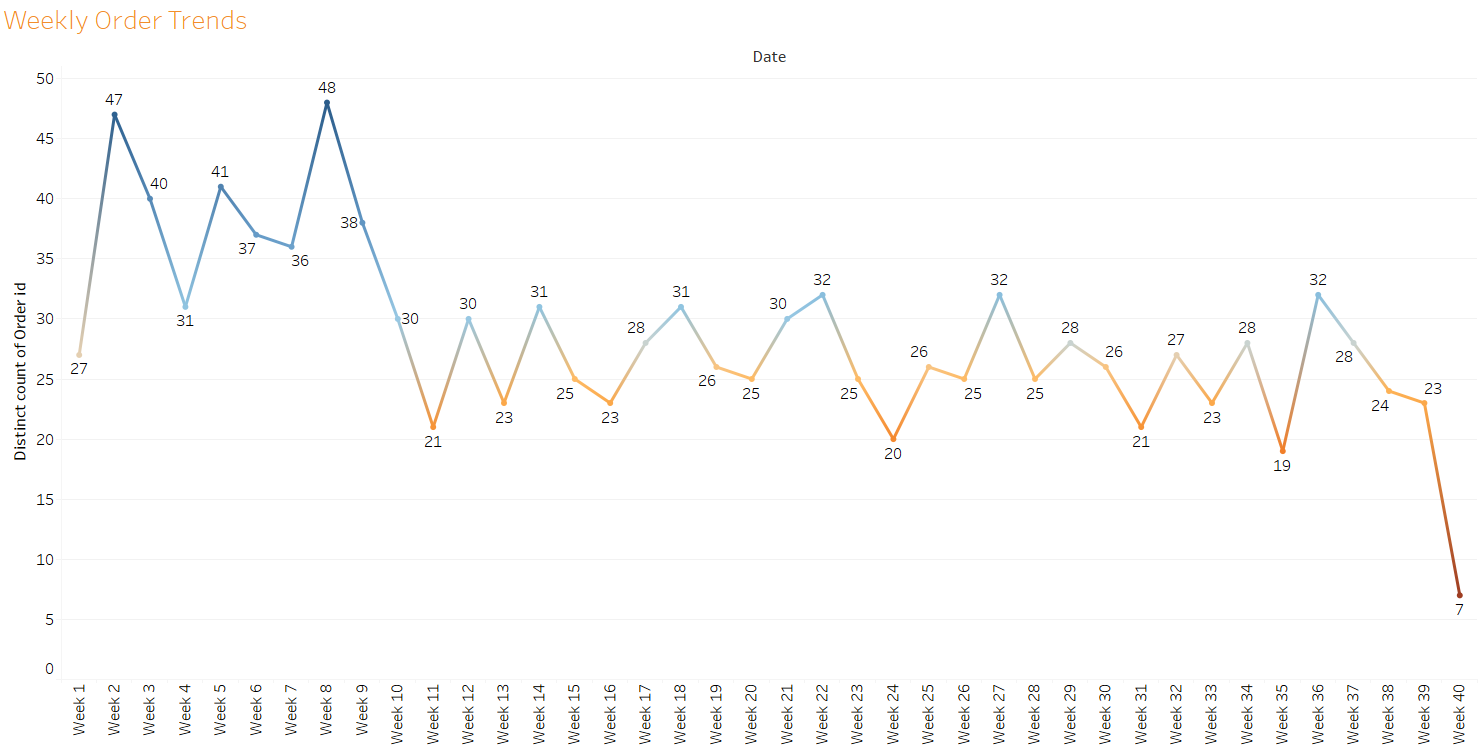 Weekly Order Trends
Date
Distinct count of Order id
50
45
40
35
30
25
20
15
10
5
0
27
47
40
31
41
37
36
48
38
30
21
30
23
31
25
23
28
31
26
25
30
32
25
20
26
25
32
25
28
26
21
27
23
28
19
32
28
24
23
7
Week 1
Week 2
Week 3
Week 4
Week 5
Week 6
Week 7
Week 8
Week 9
Week 10
Week 11
Week 12
Week 13
Week 14
Week 15
Week 16
Week 17
Week 18
Week 19
Week 20
Week 21
Week 22
Week 23
Week 24
Week 25
Week 26
Week 27
Week 28
Week 29
Week 30
Week 31
Week 32
Week 33
Week 34
Week 35
Week 36
Week 37
Week 38
Week 39
Week 40